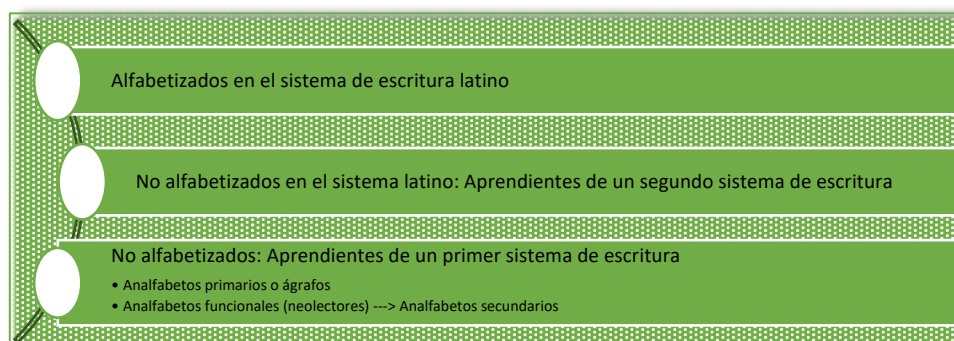 Alfabetizados en el sistema de escritura latino
No alfabetizados en el sistema latino: Aprendientes de un segundo sistema de escritura
No alfabetizados: Aprendientes de un primer sistema de escritura
• Analfabetos primarios o ágrafos
• Analfabetos funcionales (neolectores) ---> Analfabetos secundarios